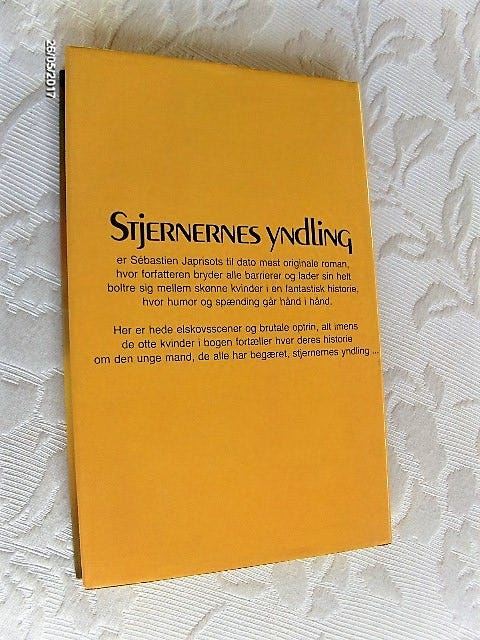 26/05/2017
STJERNERNES YNDLING
er Sébastien Japrisots til dato mest originale roman,
hvor forfatteren bryder alle barrierer og lader sin helt
boltre sig mellem skønne kvinder i en fantastisk historie,
hvor humor og spænding går hånd i hånd.
Her er hede elskovsscener og brutale optrin, alt imens
de otte kvinder i bogen fortæller hver deres historie
om den unge mand, de alle har begæret, stjernernes yndling ...